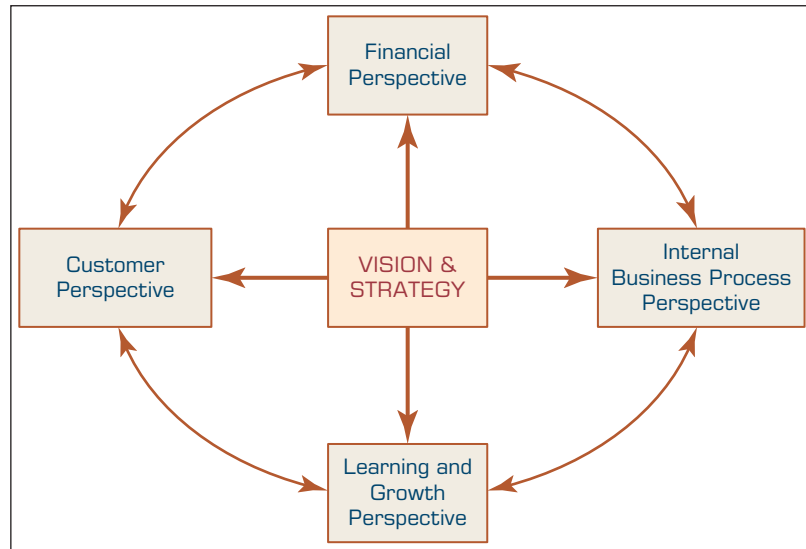 Financial
Perspective
Customer
Perspective
VISION &
STRATEGY
Internal
Business Process
Perspective
Learning and
Growth
Perspective